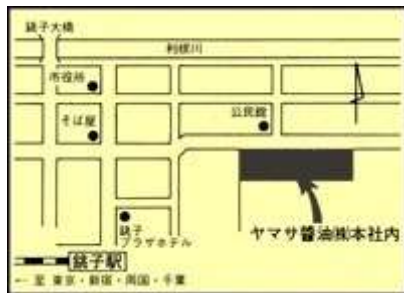 銚子大橋
利根川
市役所
そば屋
公民館
銚子
プラザホテル
ヤマサ醤油㈱本社内
銚子駅
← 至 東京・新宿・両国・千葉